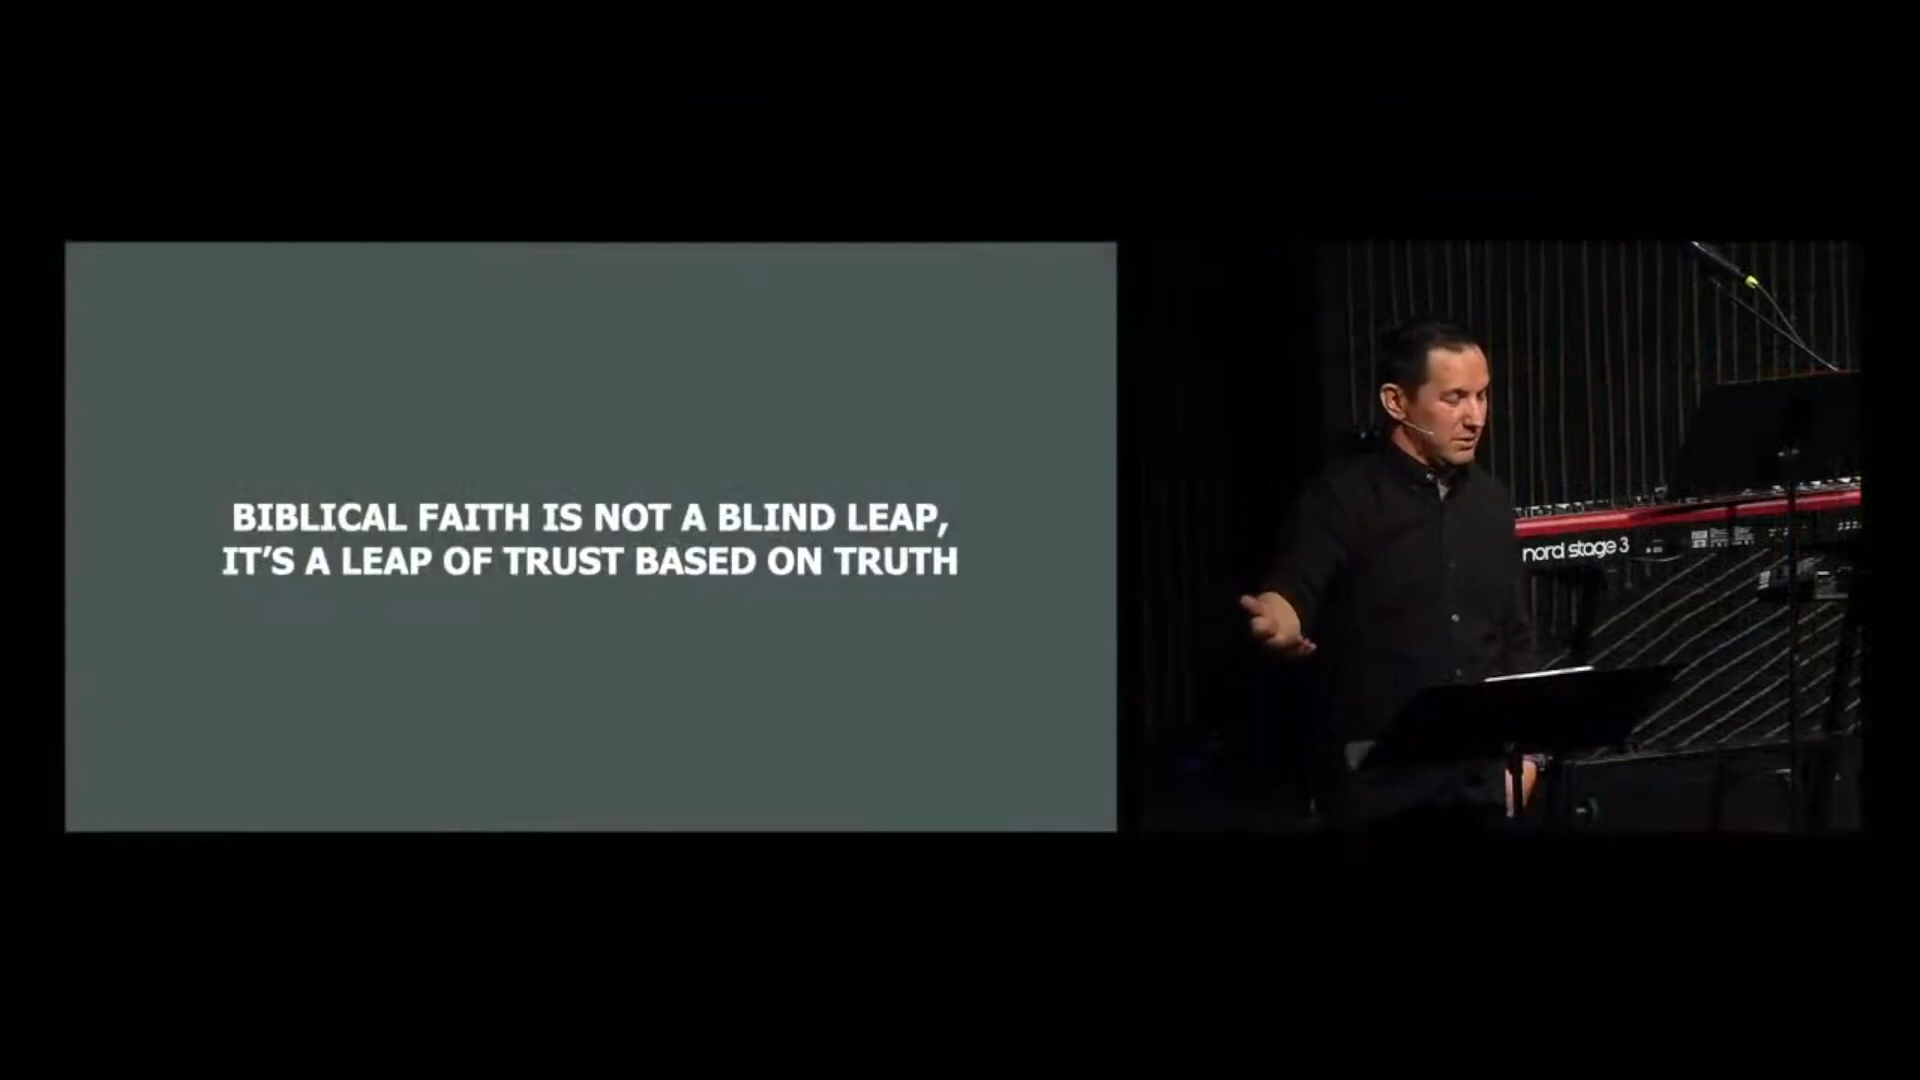 BIBLICAL FAITH IS NOT A BLIND LEAP,
IT’S A LEAP OF TRUST BASED ON TRUTH
nord stage 3